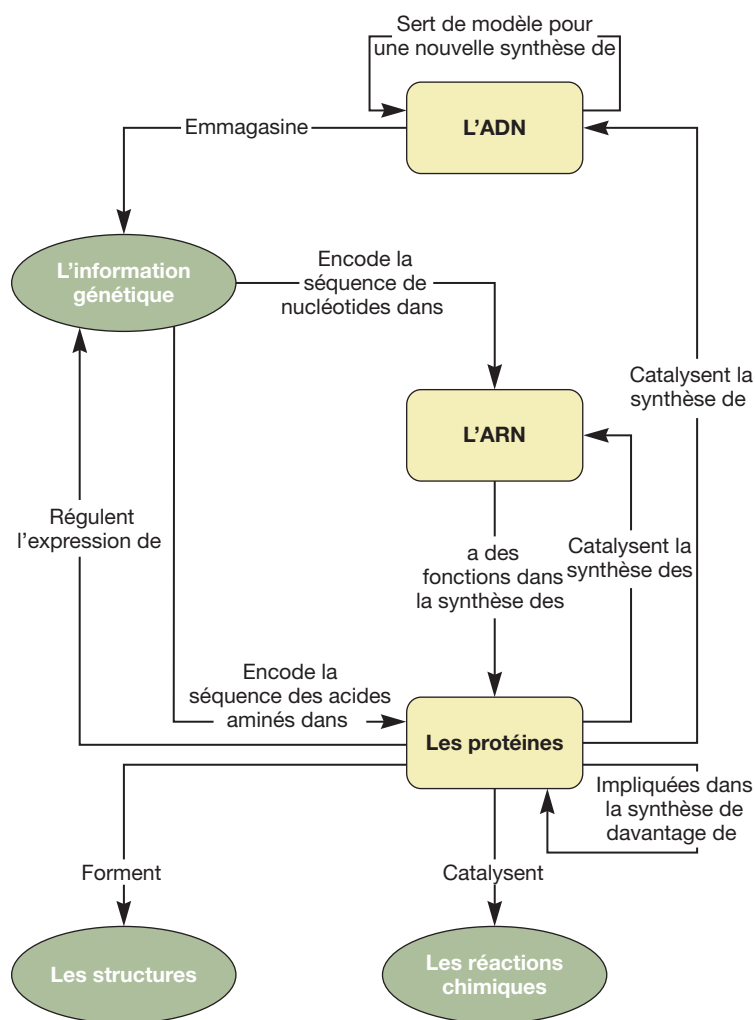 Sert de modèle pour
une nouvelle synthèse de
L'ADN
Emmagasine
L'information
génétique
Encode la
séquence de
nucléotides dans
Catalysent la
synthèse de
L'ARN
Régulent
l'expression de
a des
fonctions dans
la synthèse des
Catalysent la
synthèse des
Encode la
séquence des acides
aminés dans
Les protéines
Impliquées dans
la synthèse de
davantage de
Forment
Catalysent
Les structures
Les réactions
chimiques